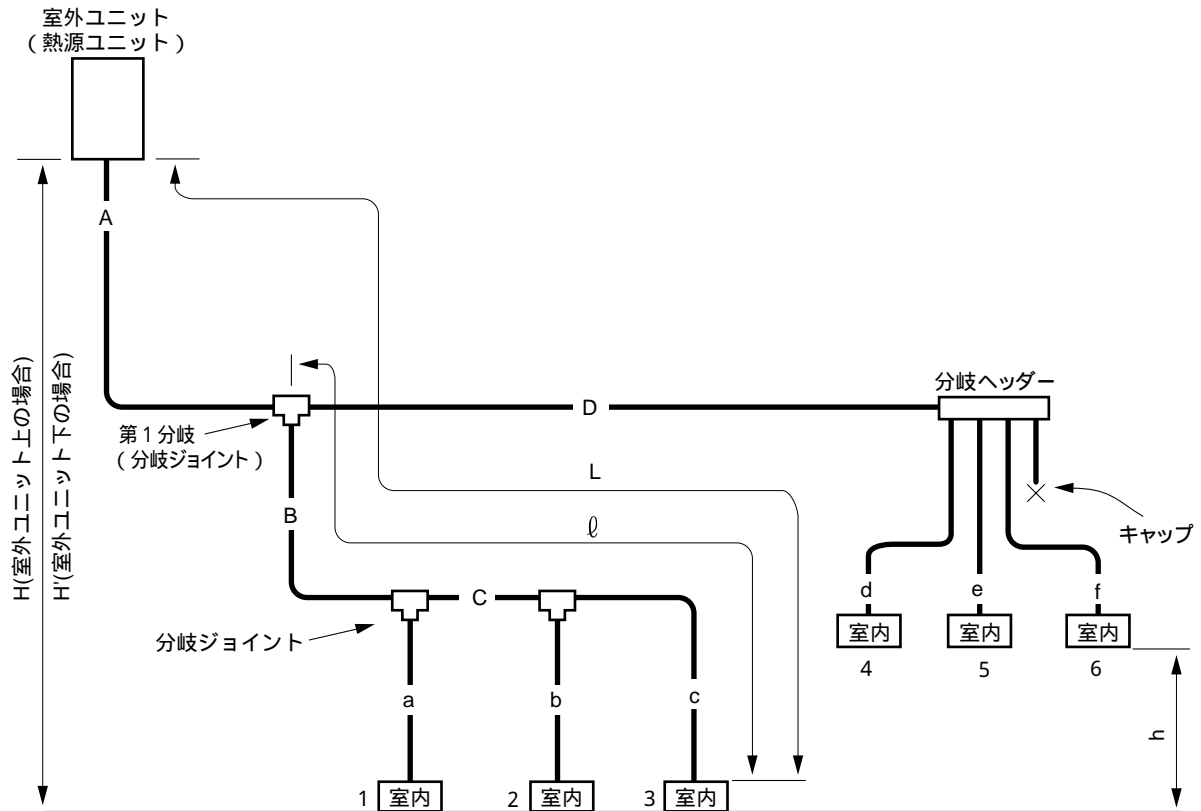 室外ユニット
（熱源ユニット）
A
H(室外ユニット上の場合)
H'(室外ユニット下の場合)
第1分岐
（分岐ジョイント）
D
分岐ヘッダー
L
ℓ
B
キャップ
C
分岐ジョイント
d
e
f
室内
室内
室内
4
5
6
a
b
c
h
1 室内
2 室内
3 室内